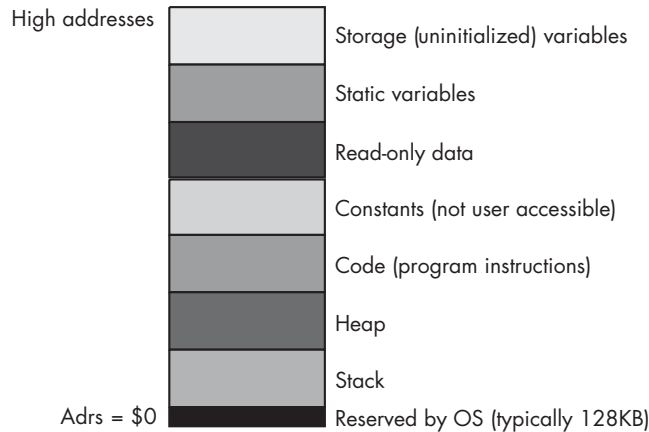 High addresses
Storage (uninitialized) variables
Static variables
Read-only data
Constants (not user accessible)
Code (program instructions)
Heap
Stack
Adrs = $0
Reserved by OS (typically 128KB)